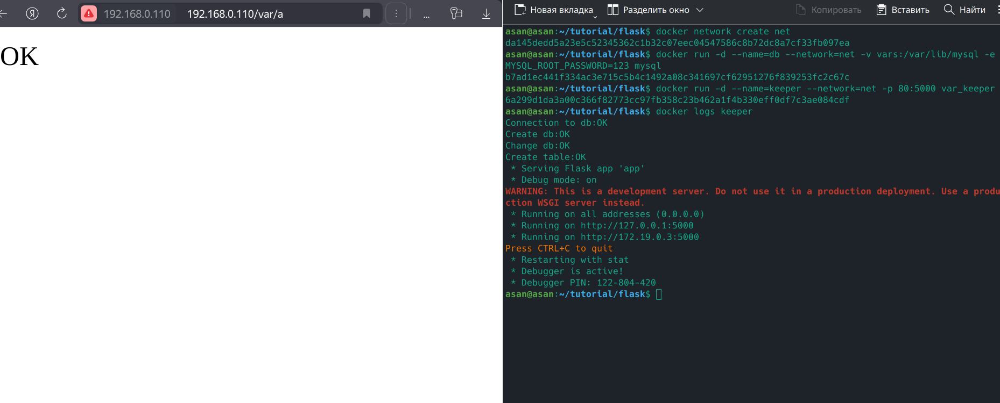 Я 192.168.0.110 192.168.0.110/var/a ...
OK
Новая вкладка Разделить окно Копировать Вставить Найти
asan@asan:~/tutorial/flask$ docker network create net
da145dedd5a23e5c52345362c1b32c07eec04547586c8b72dc8a7cf33fb097ea
asan@asan:~/tutorial/flask$ docker run -d --name=db --network=net -v vars:/var/lib/mysql -e
MYSQL_ROOT_PASSWORD=123 mysql
b7ad1ec441f334ac3e715c5b4c1492a08c341697cf62951276f839253fc2c67c
asan@asan:~/tutorial/flask$ docker run -d --name=keeper --network=net -p 80:5000 var_keeper
6a299d1da3a00c366f82773cc97fb358c23b462a1f4b330eff0df7c3ae084cdf
asan@asan:~/tutorial/flask$ docker logs keeper
Connection to db:OK
Create db:OK
Change db:OK
Create table:OK
* Serving Flask app 'app'
* Debug mode: on
WARNING: This is a development server. Do not use it in a production deployment. Use a produ
ction WSGI server instead.
* Running on all addresses (0.0.0.0)
* Running on http://127.0.0.1:5000
* Running on http://172.19.0.3:5000
Press CTRL+C to quit
* Restarting with stat
* Debugger is active!
* Debugger PIN: 122-804-420
asan@asan:~/tutorial/flask$